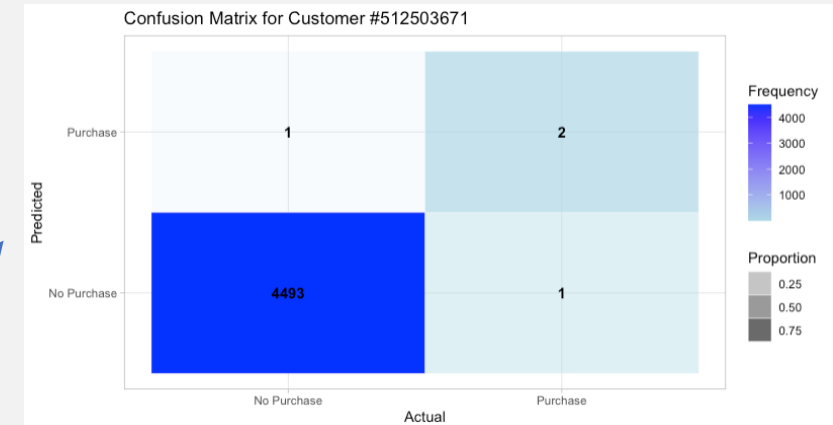 Confusion Matrix for Customer #512503671
Predicted
Purchase
1
2
No Purchase
4493
1
No Purchase
Purchase
Actual
Frequency
4000
3000
2000
1000
Proportion
0.25
0.50
0.75